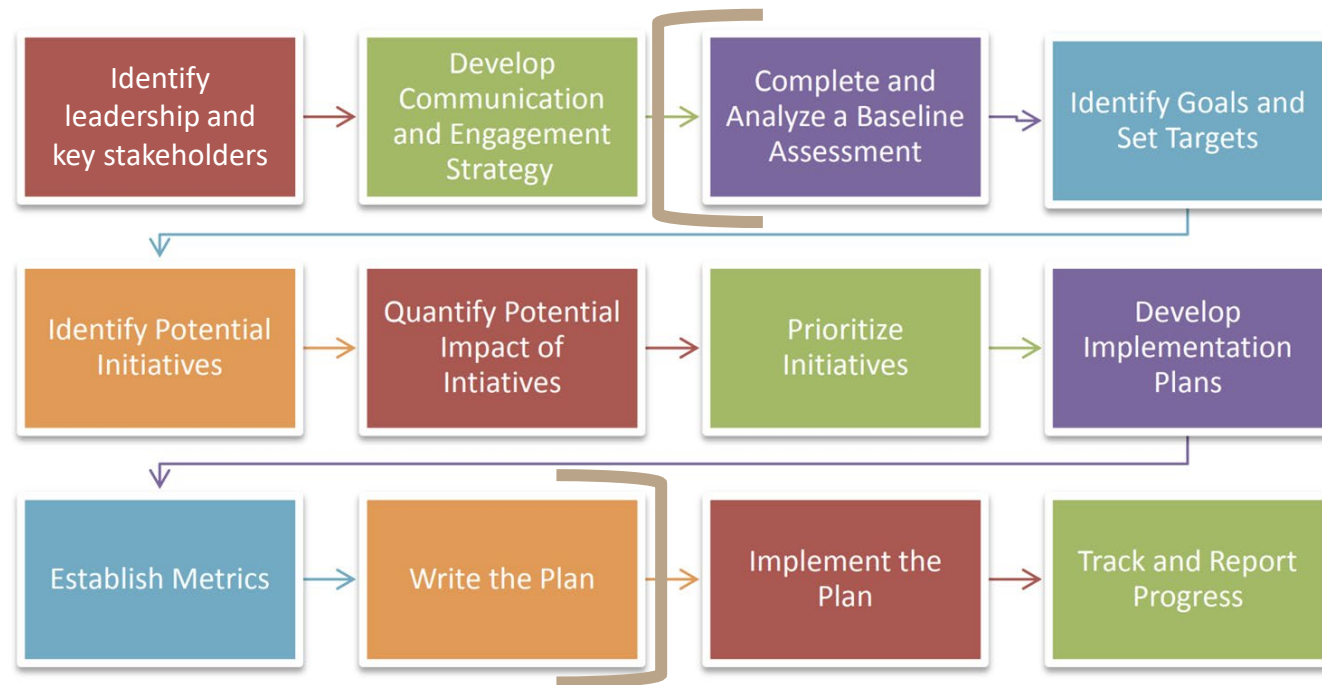 Identify
leadership and
key stakeholders
Develop
Communication
and Engagement
Strategy
Complete and
Analyze a Baseline
Assessment
Identify Goals and
Set Targets
Identify Potential
Initiatives
Quantify Potential
Impact of
Intiatives
Prioritize
Initiatives
Develop
Implementation
Plans
Establish Metrics
Write the Plan
Implement the
Plan
Track and Report
Progress